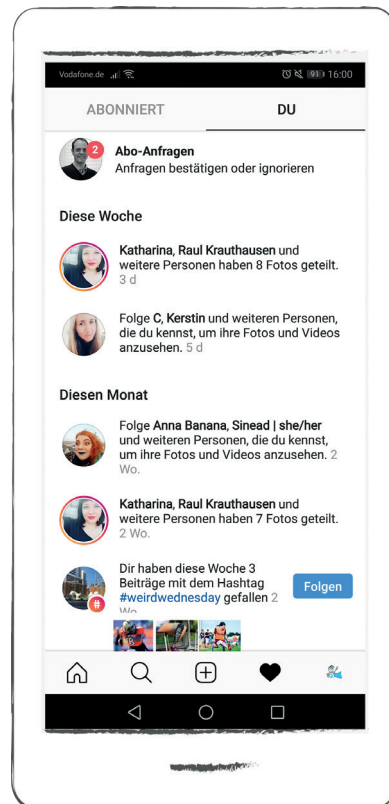 Vodafone.de 91 16:00
ABONNIERT DU
2
Abo-Anfragen
Anfragen bestätigen oder ignorieren
Diese Woche
Katharina, Raul Krauthausen und
weitere Personen haben 8 Fotos geteilt.
3 d
Folge C, Kerstin und weiteren Personen,
die du kennst, um ihre Fotos und Videos
anzusehen. 5 d
Diesen Monat
Folge Anna Banana, Sinead | she/her
und weiteren Personen, die du kennst,
um ihre Fotos und Videos anzusehen. 2
Wo.
Katharina, Raul Krauthausen und
weitere Personen haben 7 Fotos geteilt.
2 Wo.
Dir haben diese Woche 3
Beiträge mit dem Hashtag
#weirdwednesday gefallen 2
Wo.
#
Folgen